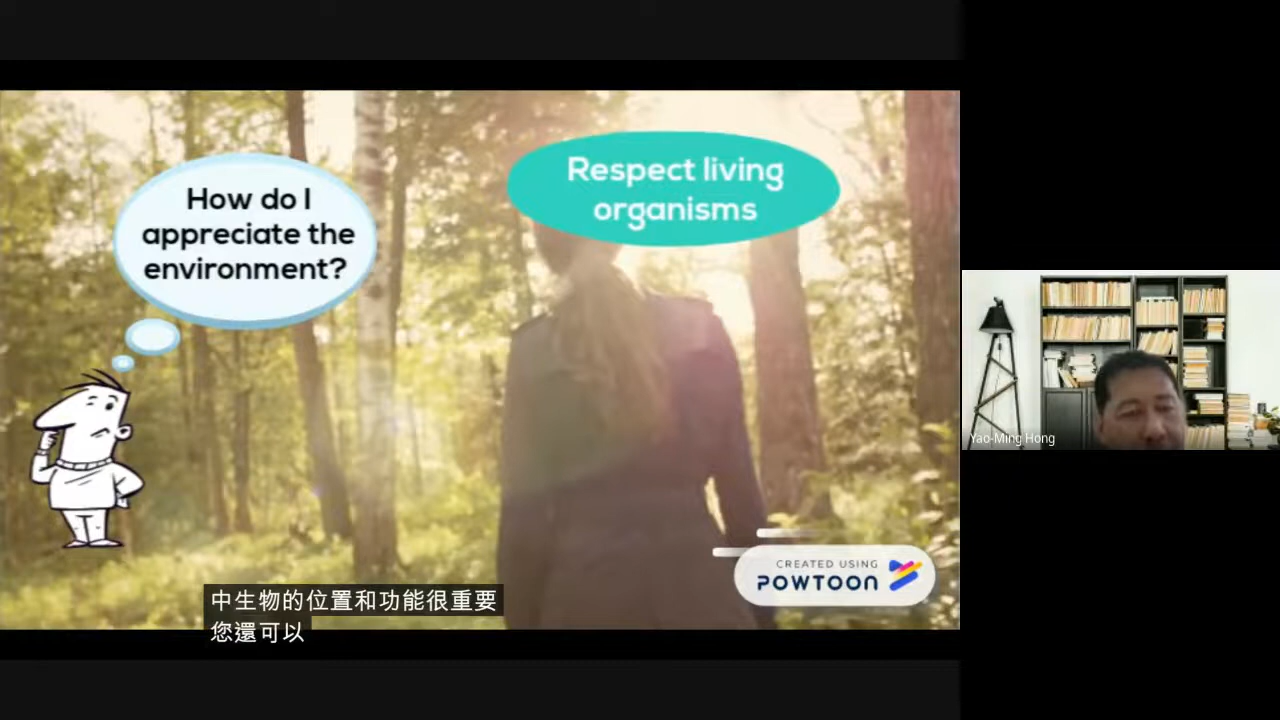 How do I
appreciate the
environment?
Respect living
organisms
CREATED USING
POWTOON
中生物的位置和功能很重要
您還可以
Yao-Ming Hong